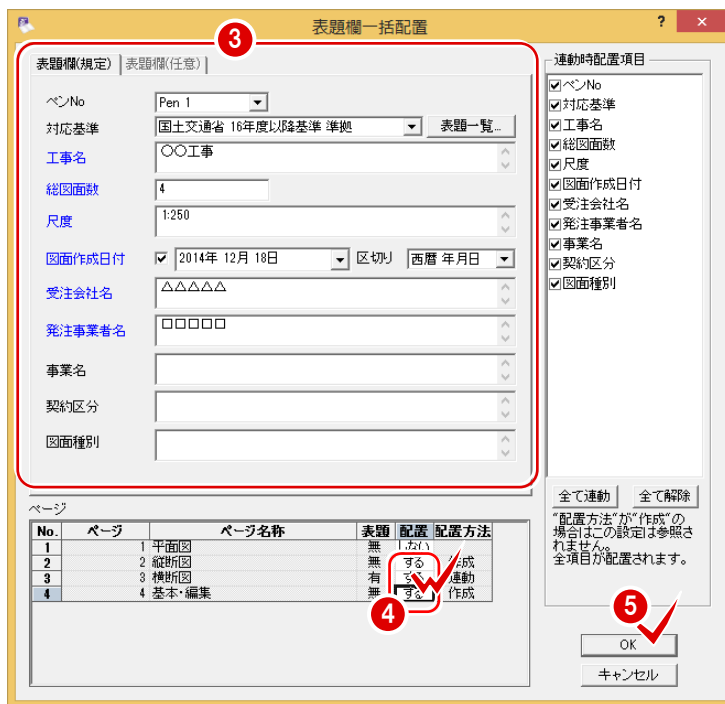 表題欄一括配置 ? ×
3
表題欄(規定) 表題欄(任意)
ペンNo Pen 1
対応基準 国土交通省 16年度以降基準 準拠 表題一覧...
工事名 〇〇工事
総図面数 4
尺度 1:250
図面作成日付 2014年 12月 18日 区切り 西暦 年月日
受注会社名 △△△△△
発注事業者名 □□□□□
事業名
契約区分
図面種別
連動時配置項目
ペンNo
対応基準
工事名
総図面数
尺度
図面作成日付
受注会社名
発注事業者名
事業名
契約区分
図面種別
全て連動 全て解除
"配置方法"が"作成"の
場合はこの設定は参照さ
れません。
全項目が配置されます。
ページ
No. ページ ページ名称 表題 配置 配置方法
1 1 平面図 無 しない
2 2 縦断図 無 する 作成
3 3 横断図 有 する 連動
4 4 基本・編集 無 する 作成
4
5
OK
キャンセル